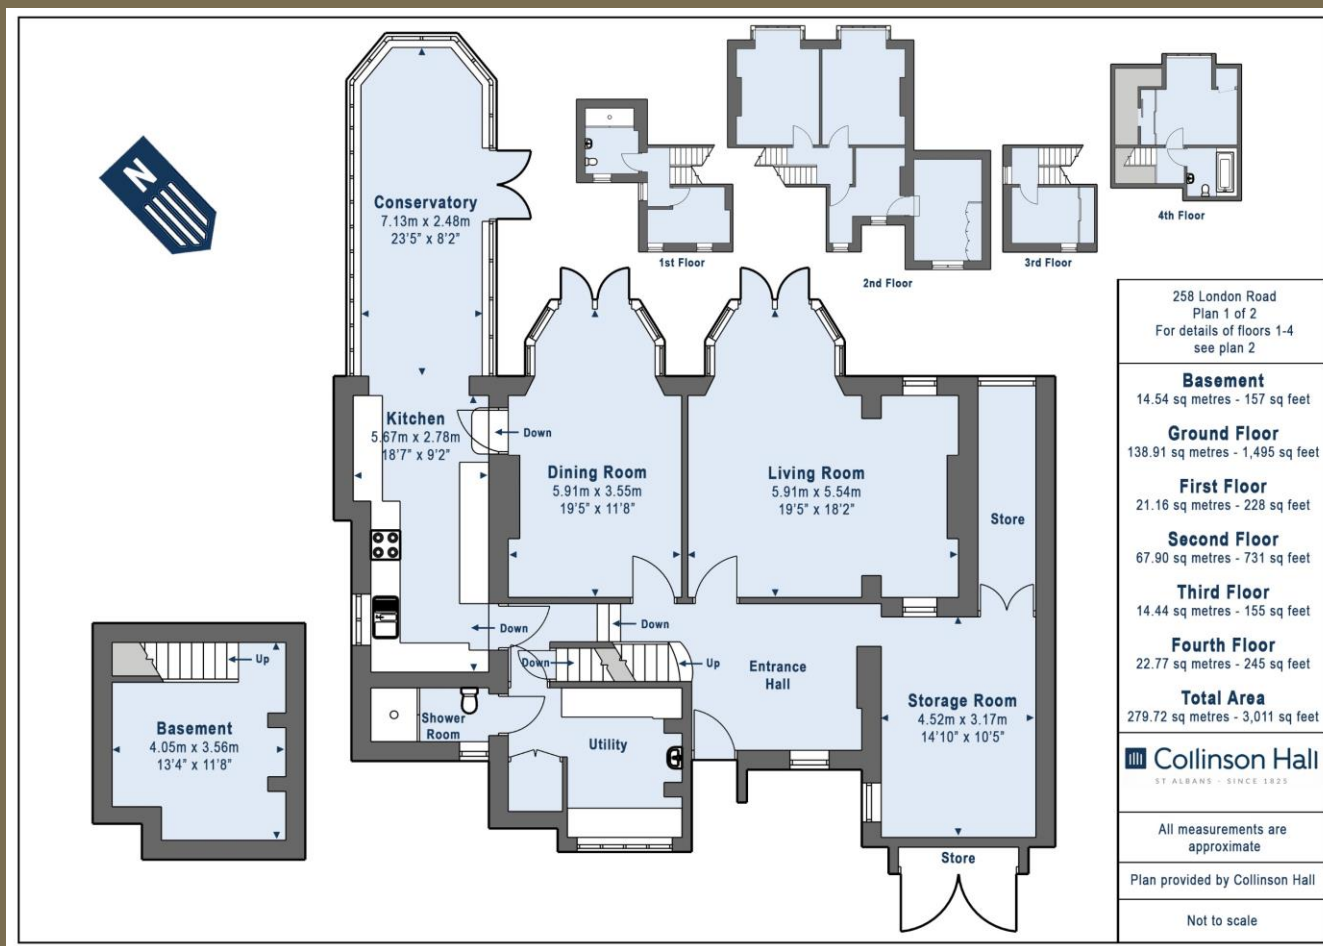 N
Conservatory
7.13m x 2.48m
23'5" x 8'2"
1st Floor
2nd Floor
3rd Floor
4th Floor
Kitchen
5.67m x 2.78m
18'7" x 9'2"
Down
Dining Room
5.91m x 3.55m
19'5" x 11'8"
Living Room
5.91m x 5.54m
19'5" x 18'2"
Store
Down
Down
Down
Up
Entrance
Hall
Shower
Room
Utility
Storage Room
4.52m x 3.17m
14'10" x 10'5"
Store
Up
Basement
4.05m x 3.56m
13'4" x 11'8"
258 London Road
Plan 1 of 2
For details of floors 1-4
see plan 2
Basement
14.54 sq metres - 157 sq feet
Ground Floor
138.91 sq metres - 1,495 sq feet
First Floor
21.16 sq metres - 228 sq feet
Second Floor
67.90 sq metres - 731 sq feet
Third Floor
14.44 sq metres - 155 sq feet
Fourth Floor
22.77 sq metres - 245 sq feet
Total Area
279.72 sq metres - 3,011 sq feet
Collinson Hall
ST ALBANS - SINCE 1825
All measurements are
approximate
Plan provided by Collinson Hall
Not to scale